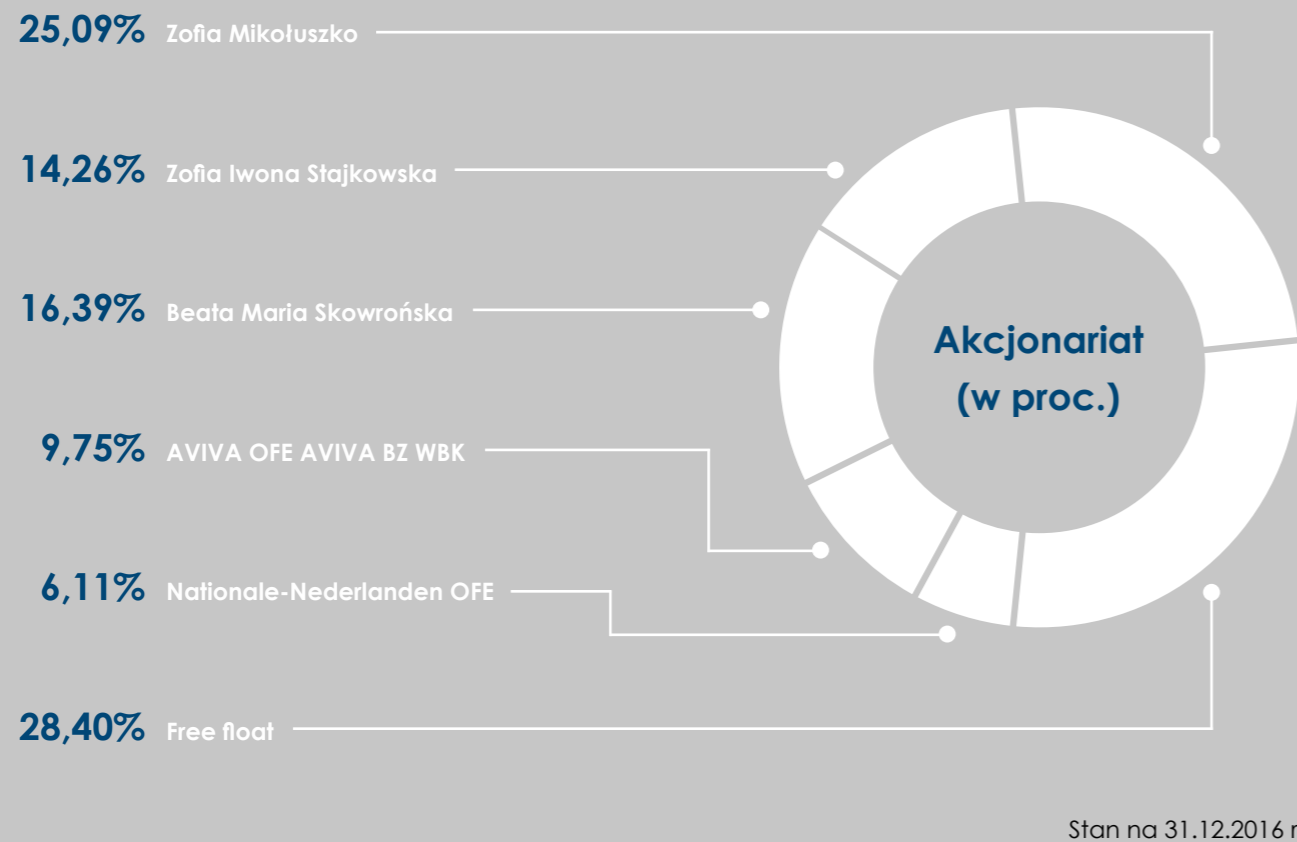 25,09% Zofia Mikołuszko
14,26% Zofia Iwona Stajkowska
16,39% Beata Maria Skowrońska
Akcjonariat
(w proc.)
9,75% AVIVA OFE AVIVA BZ WBK
6,11% Nationale-Nederlanden OFE
28,40% Free float
Stan na 31.12.2016 r